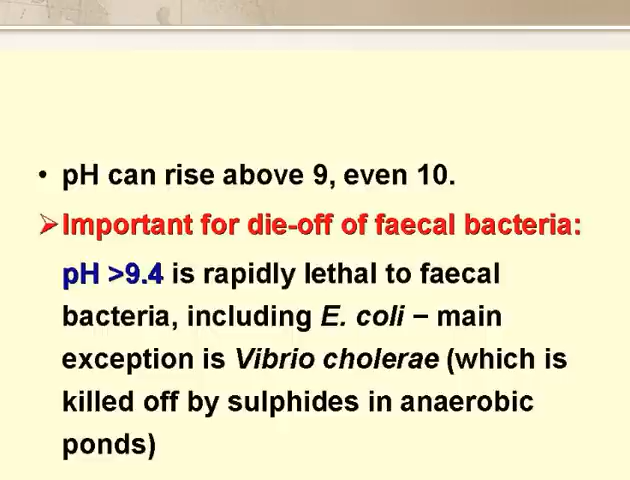 • pH can rise above 9, even 10.
➢Important for die-off of faecal bacteria:
pH >9.4 is rapidly lethal to faecal
bacteria, including E. coli – main
exception is Vibrio cholerae (which is
killed off by sulphides in anaerobic
ponds)